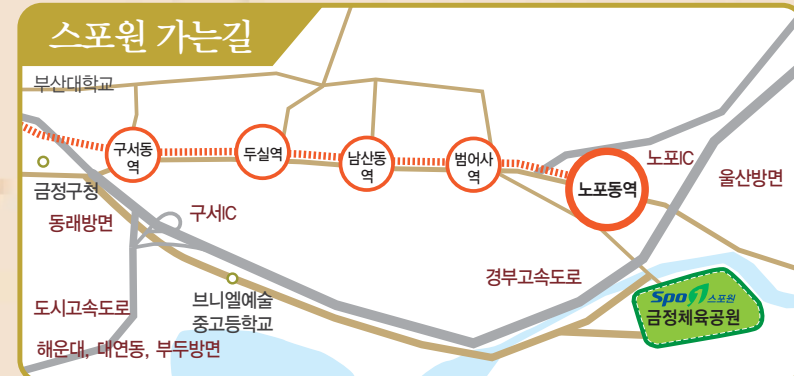 스포원 가는길
부산대학교
구서동
역
두실역
남산동
역
범어사
역
노포동역
노포IC
울산방면
금정구청
동래방면
구서IC
경부고속도로
도시고속도로
브니엘예술
중고등학교
해운대, 대연동, 부두방면
Spo1 스포원
금정체육공원